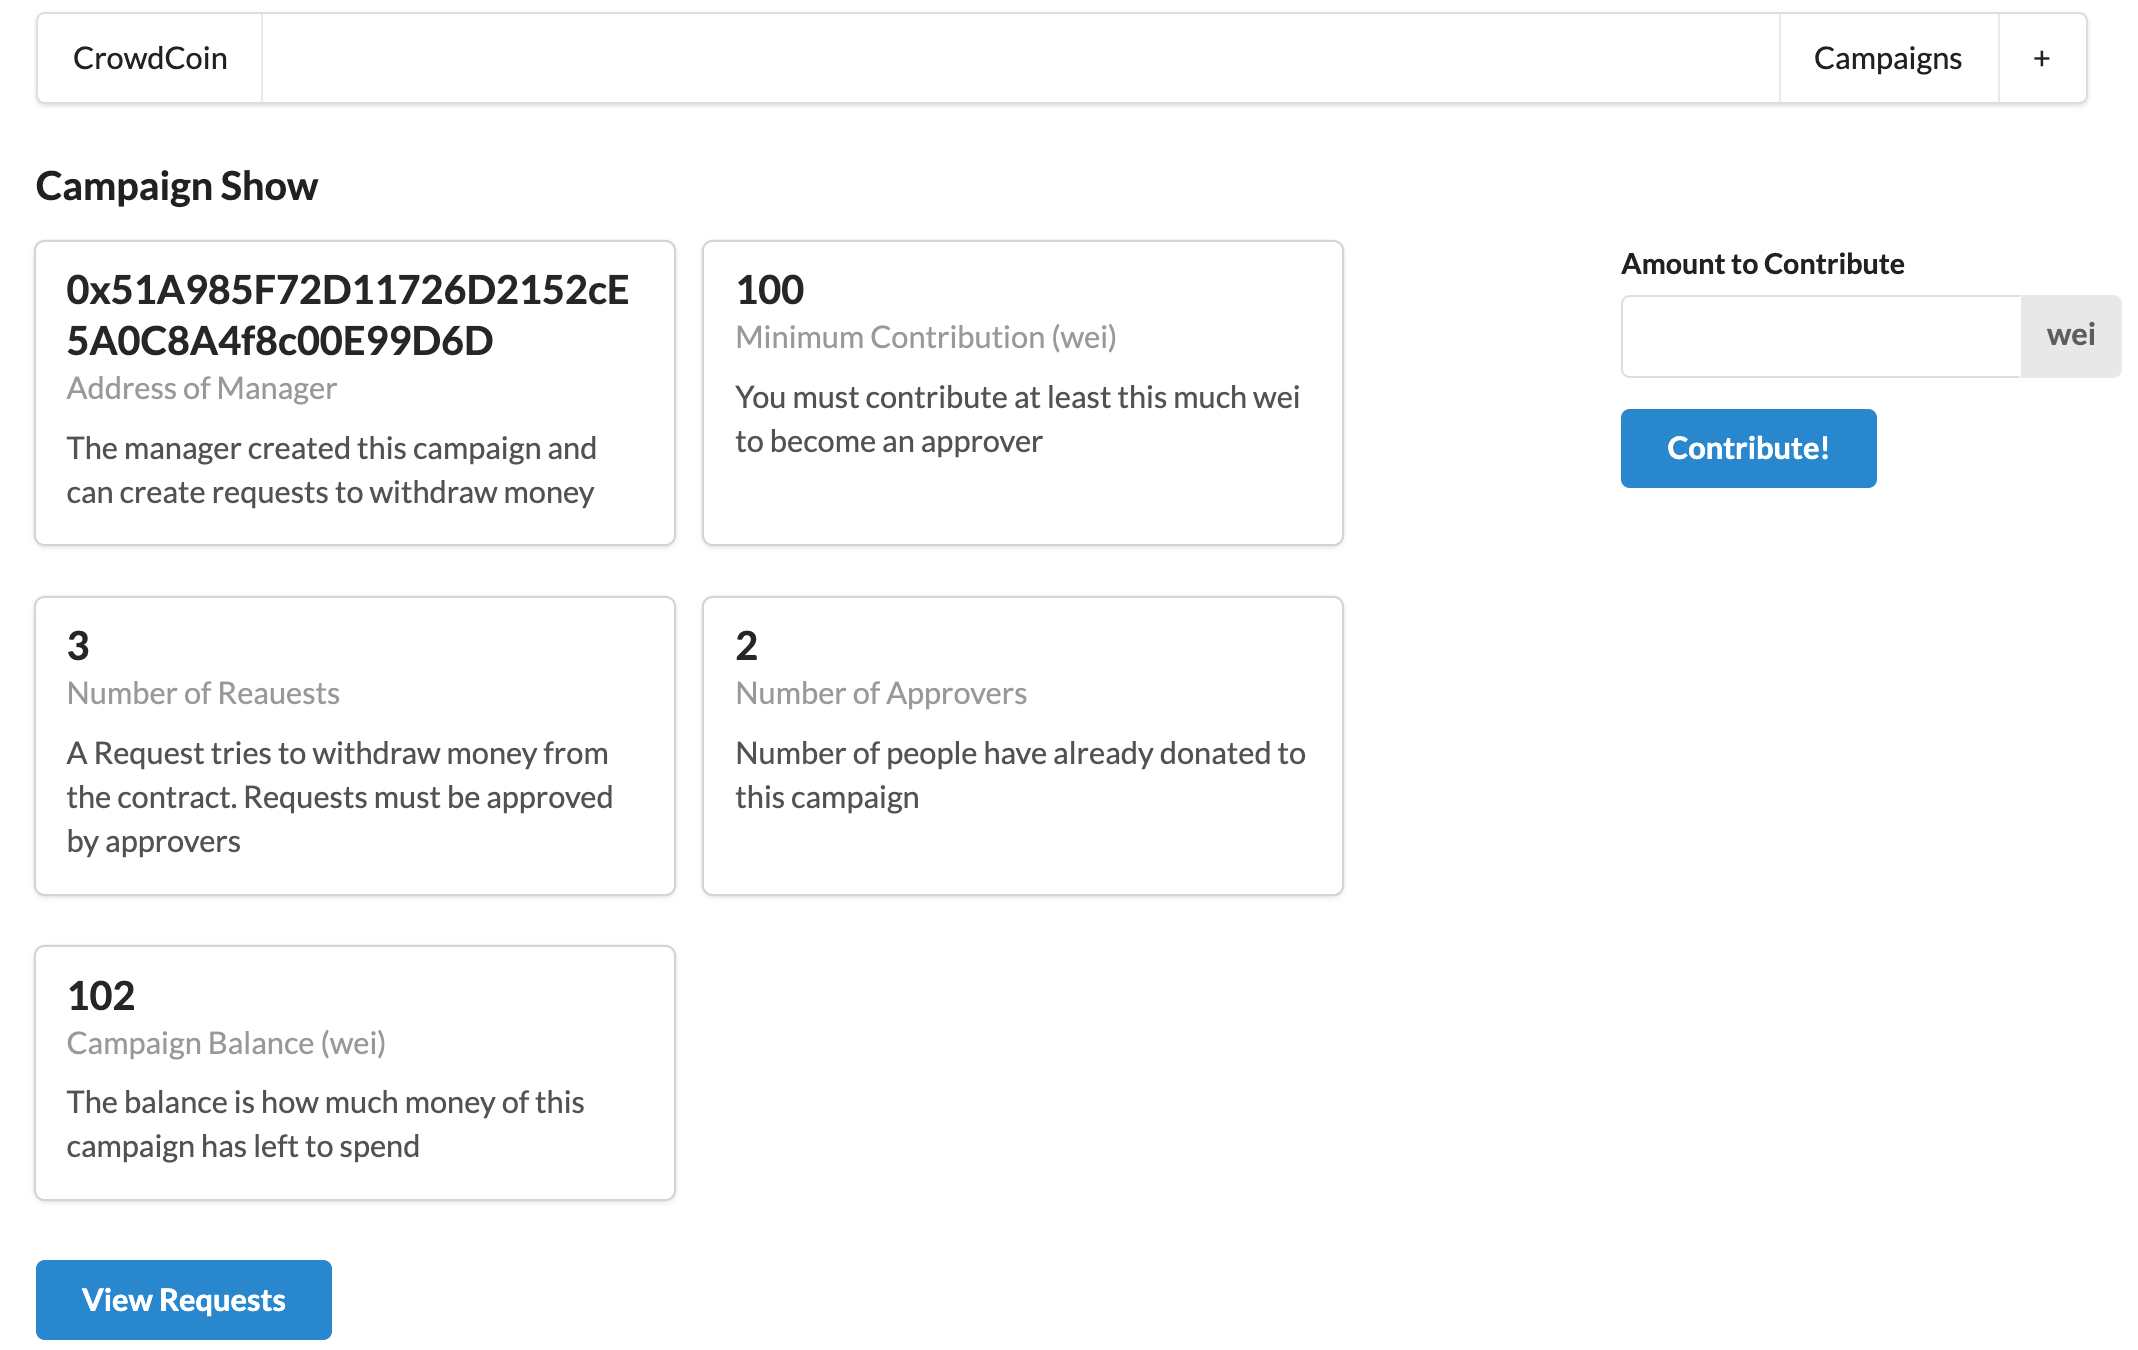 CrowdCoin
Campaigns
+
Campaign Show
0x51A985F72D11726D2152cE
5A0C8A4f8c00E99D6D
Address of Manager
The manager created this campaign and
can create requests to withdraw money
100
Minimum Contribution (wei)
You must contribute at least this much wei
to become an approver
Amount to Contribute
wei
Contribute!
3
Number of Reauests
A Request tries to withdraw money from
the contract. Requests must be approved
by approvers
2
Number of Approvers
Number of people have already donated to
this campaign
102
Campaign Balance (wei)
The balance is how much money of this
campaign has left to spend
View Requests